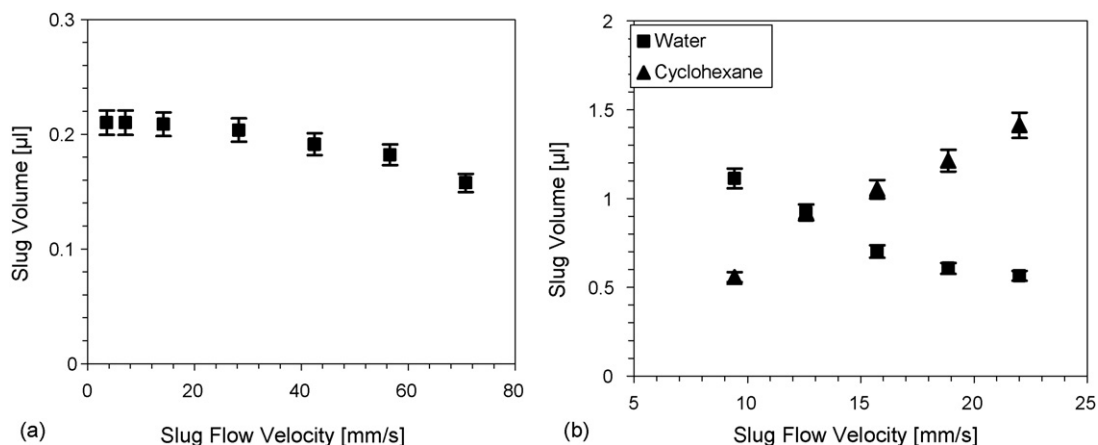 0.3
0.2
0.1
0
Slug Volume [µl]
0 20 40 60 80
(a) Slug Flow Velocity [mm/s]
2
1.5
1
0.5
0
Slug Volume [µl]
Water
Cyclohexane
5 10 15 20 25
(b) Slug Flow Velocity [mm/s]